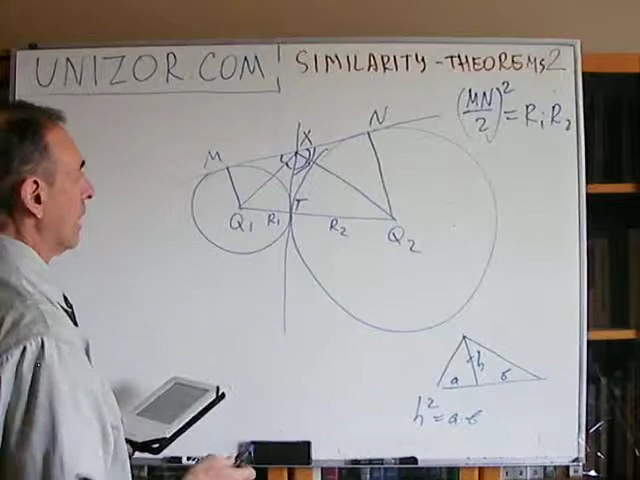 UNIZOR.COM
SIMILARITY - THEOREMS 2
(MN/2)² = R₁R₂
M
X
N
T
Q₁
R₁
R₂
Q₂
h
a
b
h² = a·b